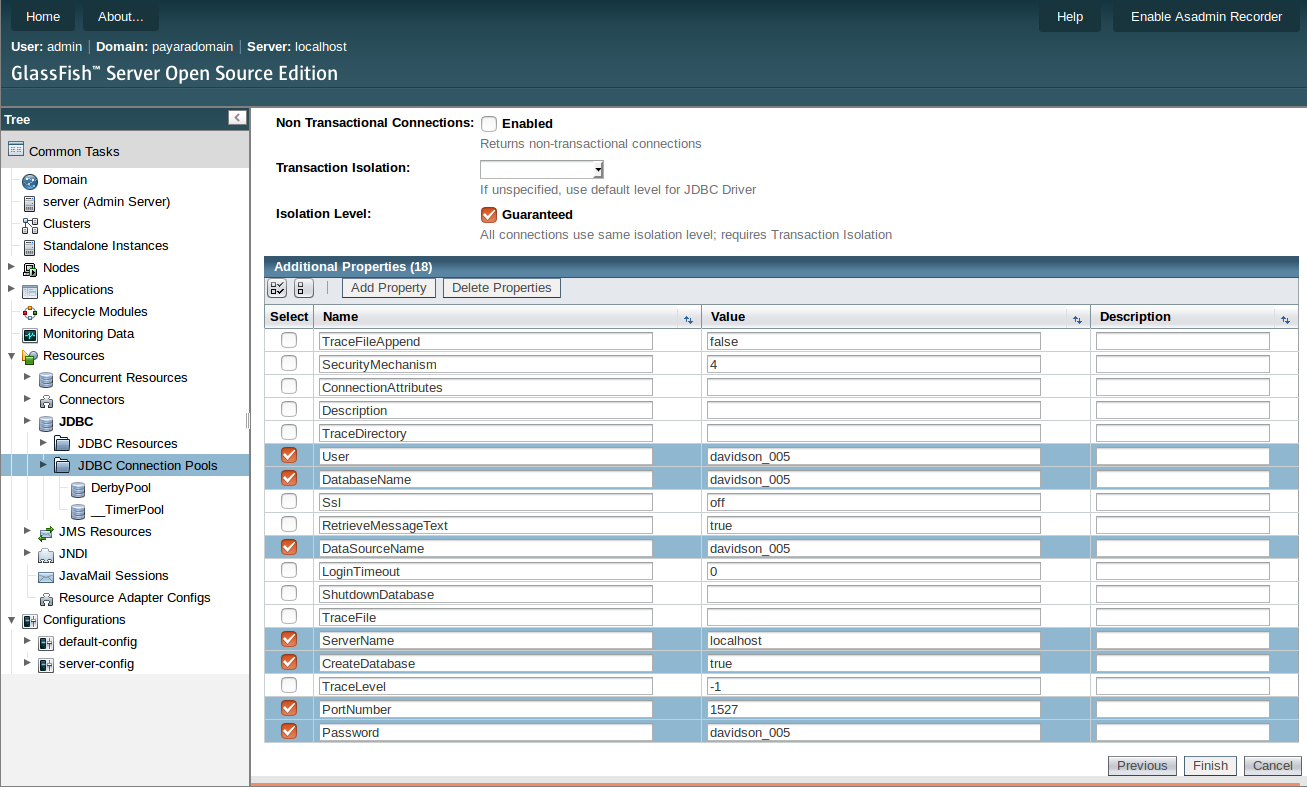 Home About... Help Enable Asadmin Recorder
User: admin | Domain: payaradomain | Server: localhost
GlassFish™ Server Open Source Edition
Tree
Common Tasks
Domain
server (Admin Server)
Clusters
Standalone Instances
Nodes
Applications
Lifecycle Modules
Monitoring Data
Resources
Concurrent Resources
Connectors
JDBC
JDBC Resources
JDBC Connection Pools
DerbyPool
__TimerPool
JMS Resources
JNDI
JavaMail Sessions
Resource Adapter Configs
Configurations
default-config
server-config
Non Transactional Connections: Enabled
Returns non-transactional connections
Transaction Isolation:
If unspecified, use default level for JDBC Driver
Isolation Level: Guaranteed
All connections use same isolation level; requires Transaction Isolation
Additional Properties (18)
Add Property Delete Properties
Select Name Value Description
TraceFileAppend false
SecurityMechanism 4
ConnectionAttributes
Description
TraceDirectory
User davidson_005
DatabaseName davidson_005
Ssl off
RetrieveMessageText true
DataSourceName davidson_005
LoginTimeout 0
ShutdownDatabase
TraceFile
ServerName localhost
CreateDatabase true
TraceLevel -1
PortNumber 1527
Password davidson_005
Previous Finish Cancel